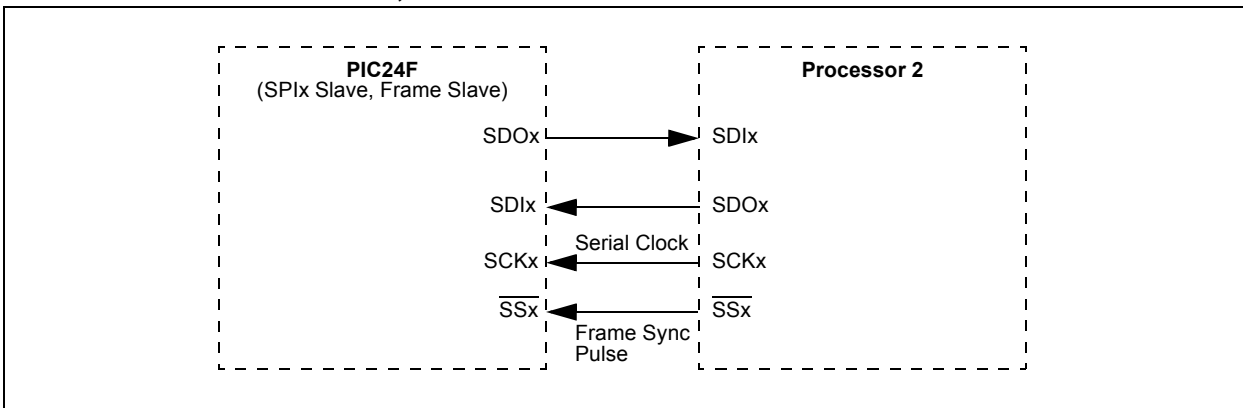 PIC24F
(SPIx Slave, Frame Slave)
Processor 2
SDOx
SDIx
SDIx
SDOx
Serial Clock
SCKx
SCKx
SSx
SSx
Frame Sync
Pulse